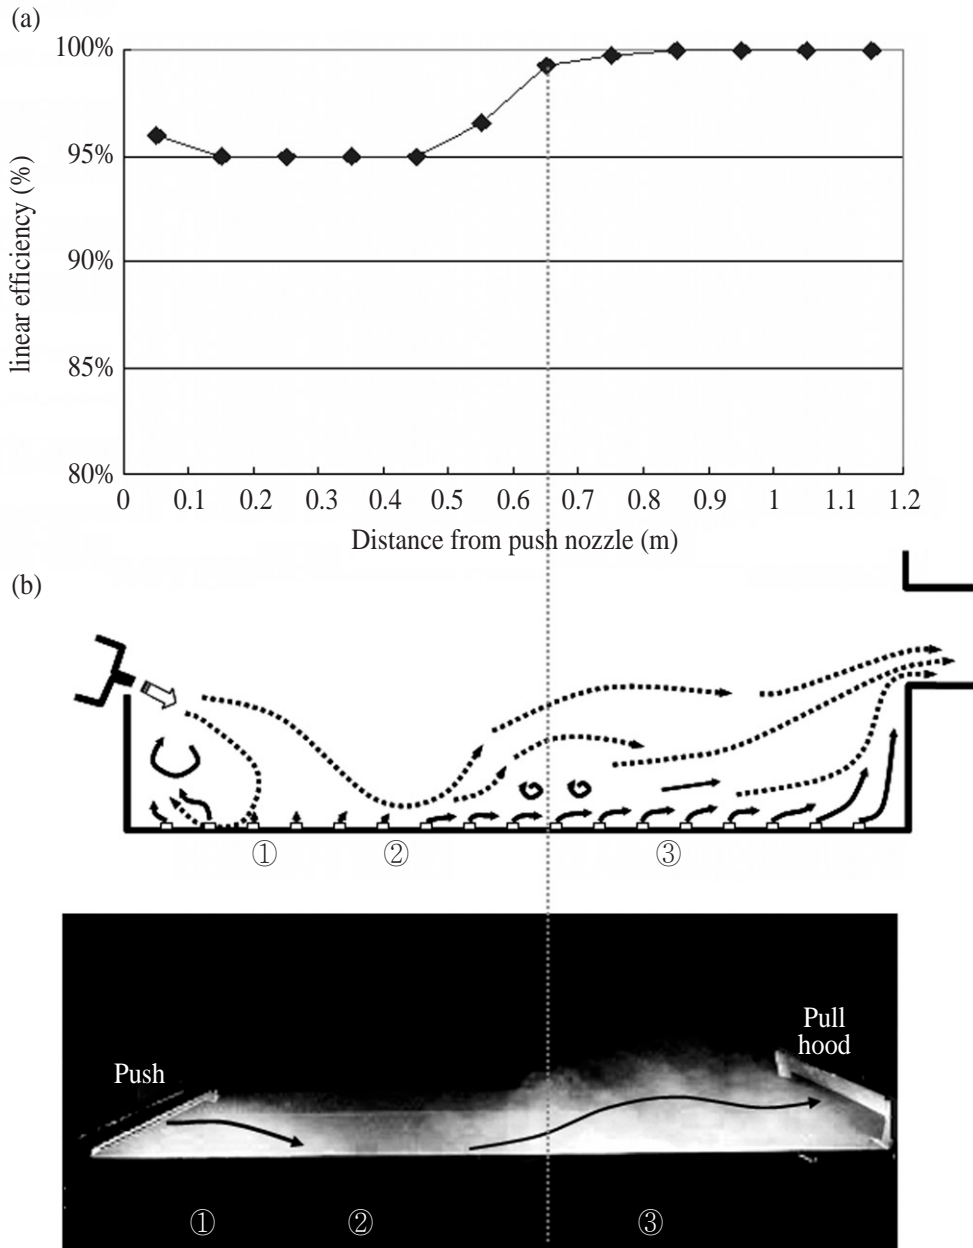 (a)
100%
95%
90%
85%
80%
linear efficiency (%)
0 0.1 0.2 0.3 0.4 0.5 0.6 0.7 0.8 0.9 1 1.1 1.2
Distance from push nozzle (m)
(b)
① ② ③
Push
Pull
hood
① ② ③